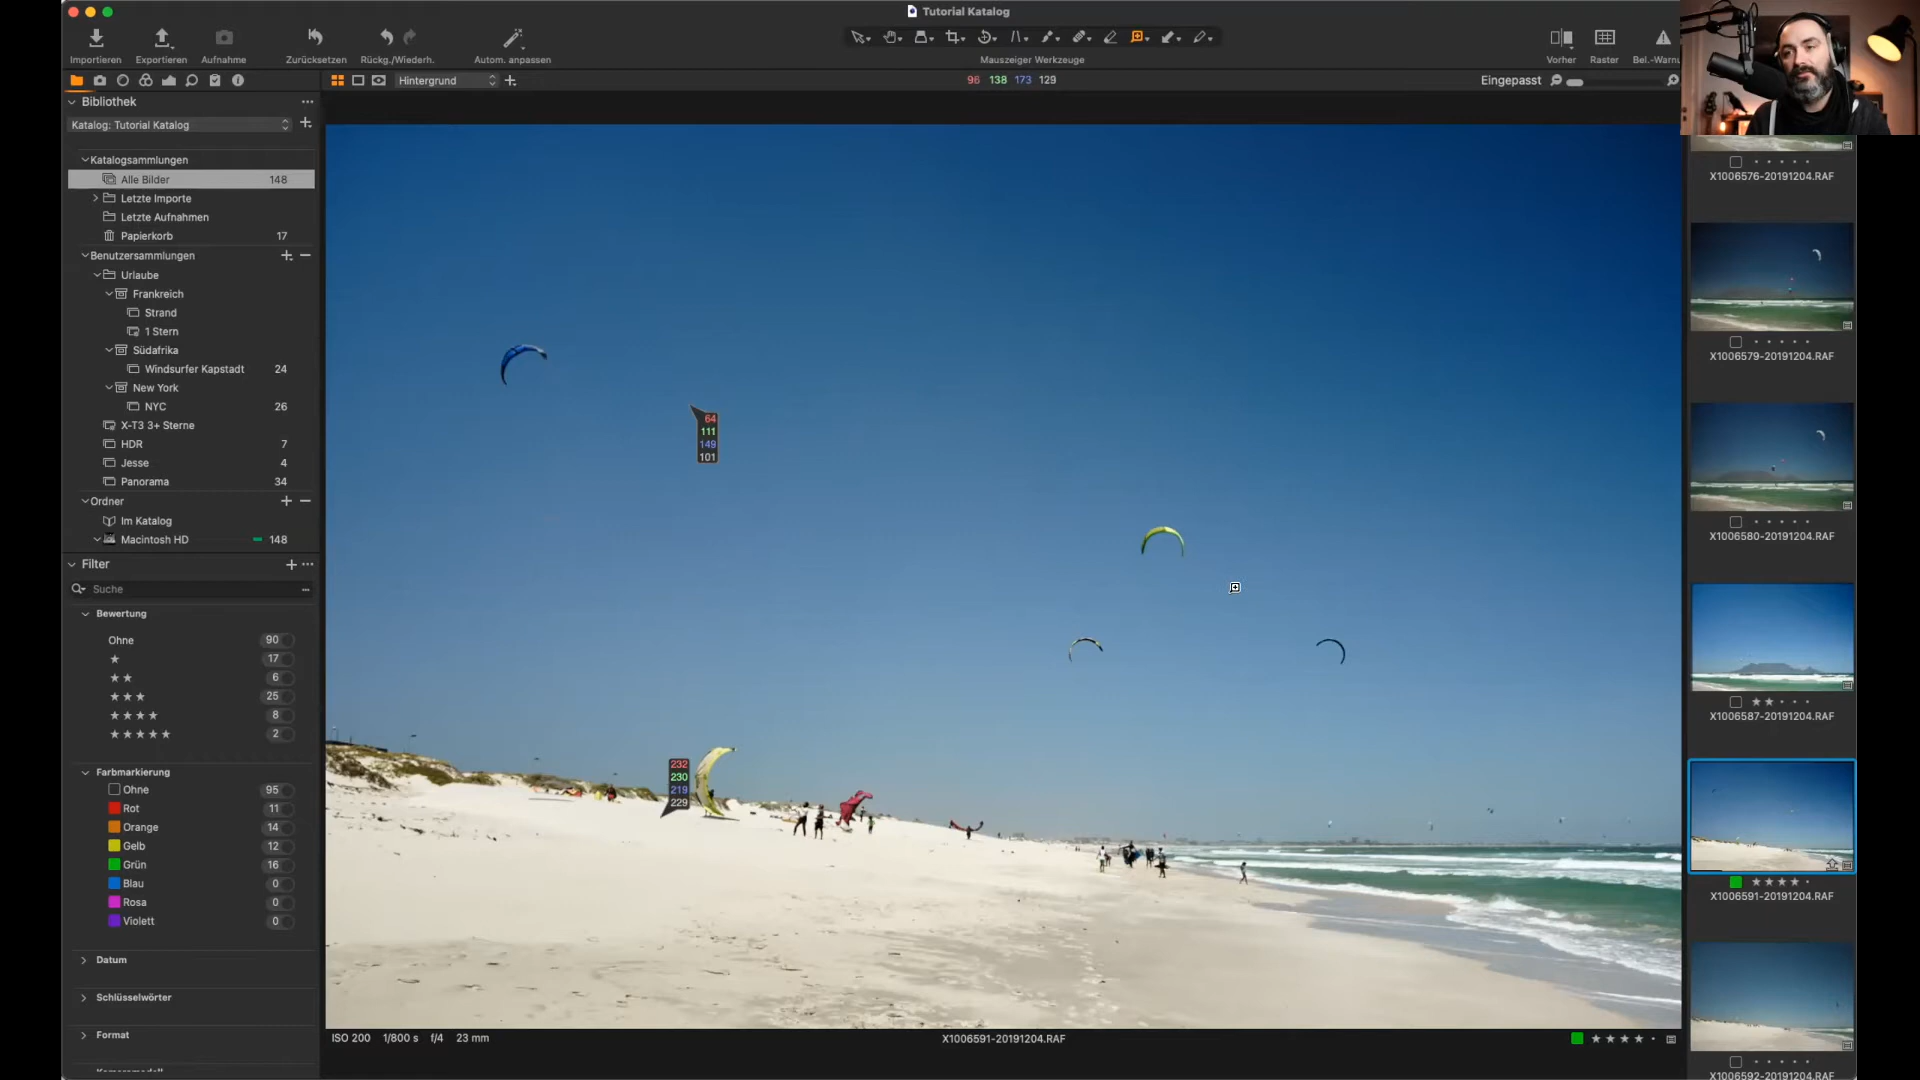 Tutorial Katalog
Importieren
Exportieren
Aufnahme
Zurücksetzen
Rückg./Wiederh.
Autom. anpassen
Mauszeiger Werkzeuge
Vorher
Raster
Bel.-Warnu
Hintergrund
96 138 173 129
Eingepasst
Bibliothek
Katalog: Tutorial Katalog
Katalogsammlungen
Alle Bilder 148
Letzte Importe
Letzte Aufnahmen
Papierkorb 17
Benutzersammlungen
Urlaube
Frankreich
Strand
1 Stern
Südafrika
Windsurfer Kapstadt 24
New York
NYC 26
X-T3 3+ Sterne
HDR 7
Jesse 4
Panorama 34
Ordner
Im Katalog
Macintosh HD 148
Filter
Suche
Bewertung
Ohne 90
★ 17
★ ★ 6
★ ★ ★ 25
★ ★ ★ ★ 8
★ ★ ★ ★ ★ 2
Farbmarkierung
Ohne 95
Rot 11
Orange 14
Gelb 12
Grün 16
Blau 0
Rosa 0
Violett 0
Datum
Schlüsselwörter
Format
64
111
149
101
232
230
219
229
ISO 200 1/800 s f/4 23 mm
X1006591-20191204.RAF
X1006576-20191204.RAF
X1006579-20191204.RAF
X1006580-20191204.RAF
X1006587-20191204.RAF
X1006591-20191204.RAF
X1006592-20191204.RAF